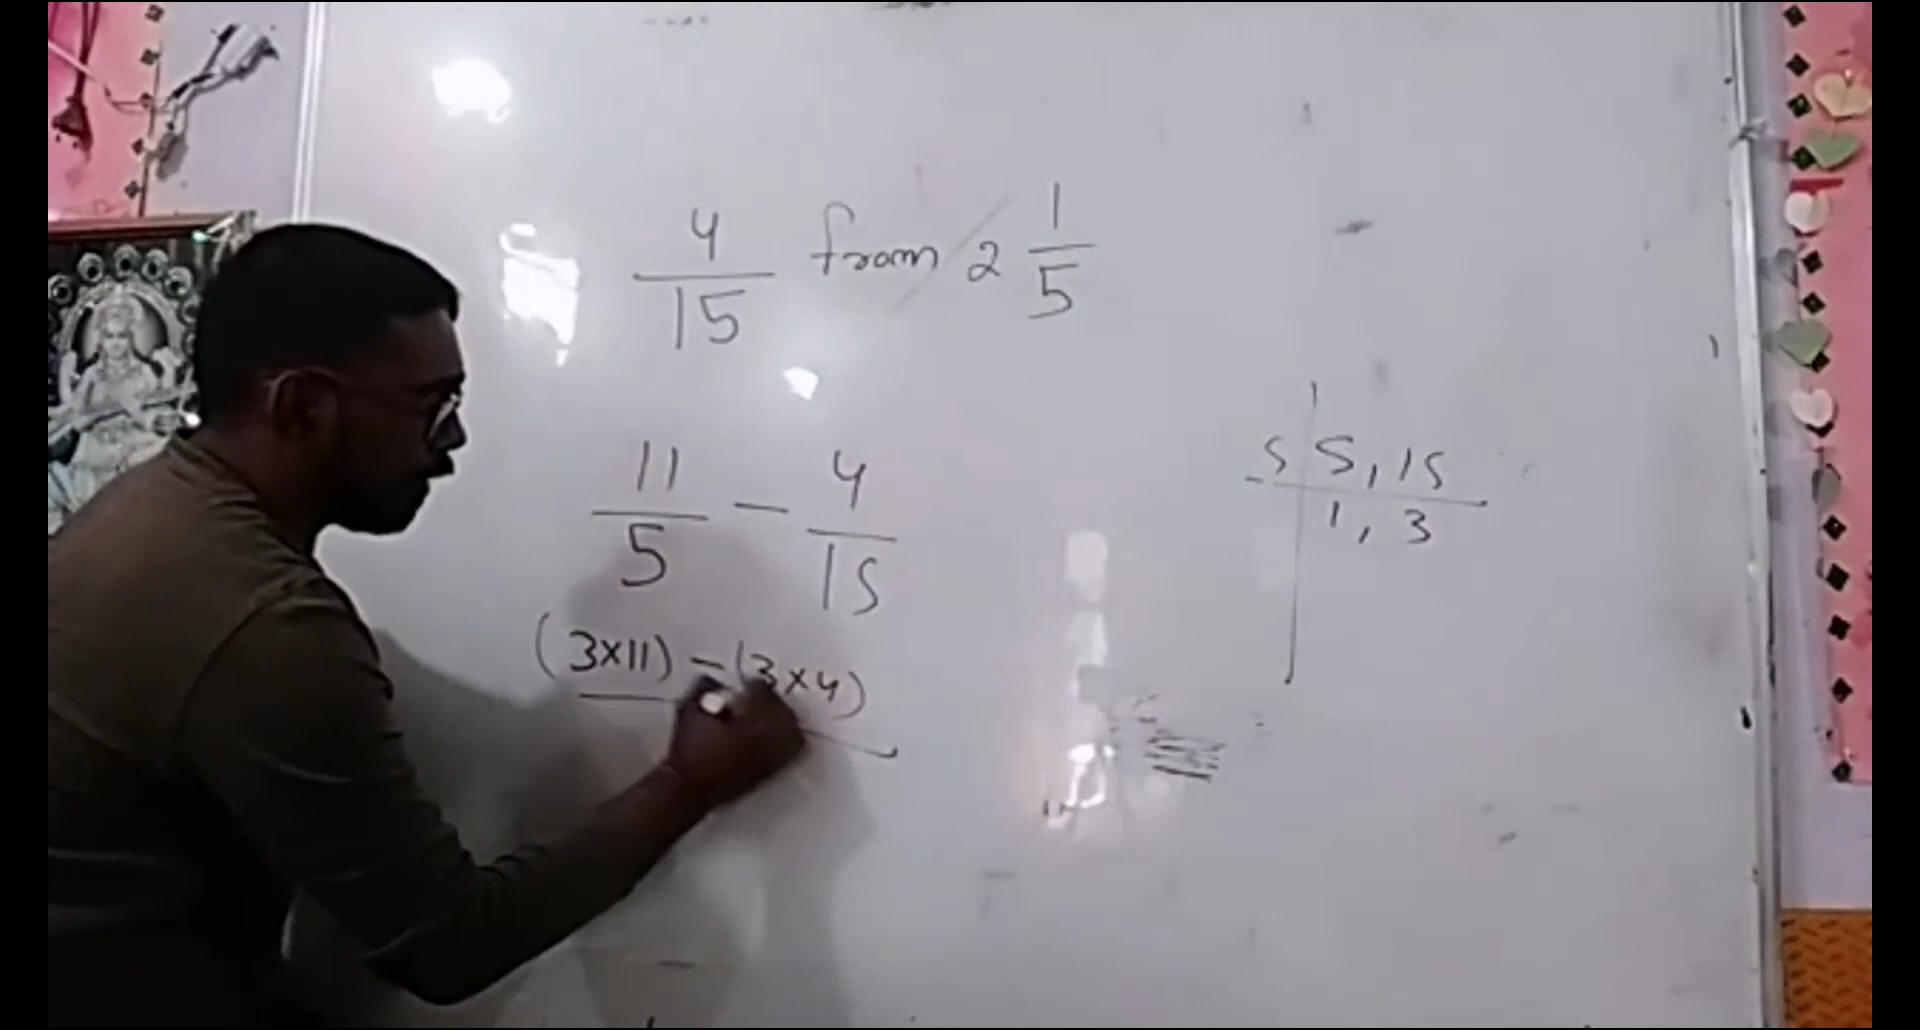 4/15 from 2 1/5
11/5 - 4/15
(3×11) - (3×4)
5 | 5, 15
1, 3